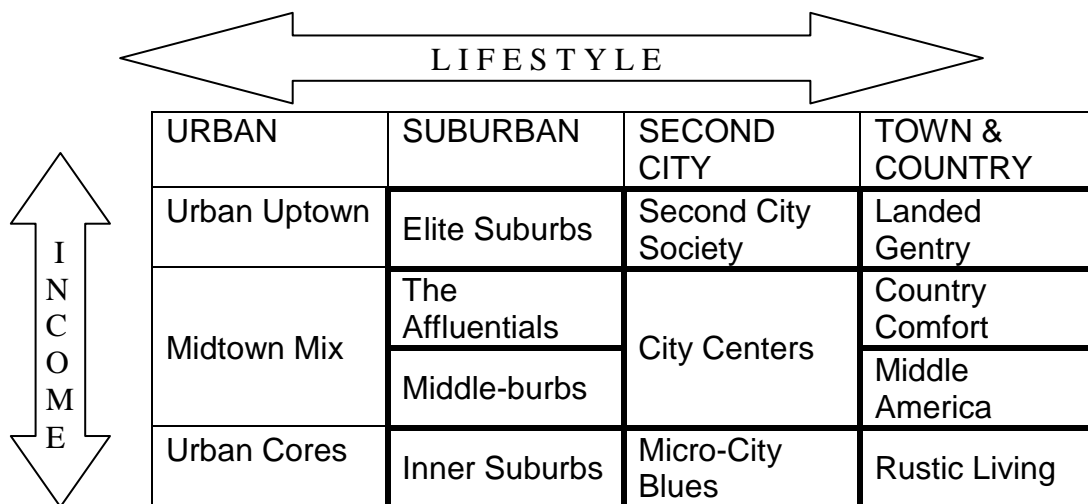 LIFESTYLE
INCOME
URBAN
SUBURBAN
SECOND
CITY
TOWN &
COUNTRY
Urban Uptown
Elite Suburbs
Second City
Society
Landed
Gentry
Midtown Mix
The
Affluentials
Middle-burbs
City Centers
Country
Comfort
Middle
America
Urban Cores
Inner Suburbs
Micro-City
Blues
Rustic Living